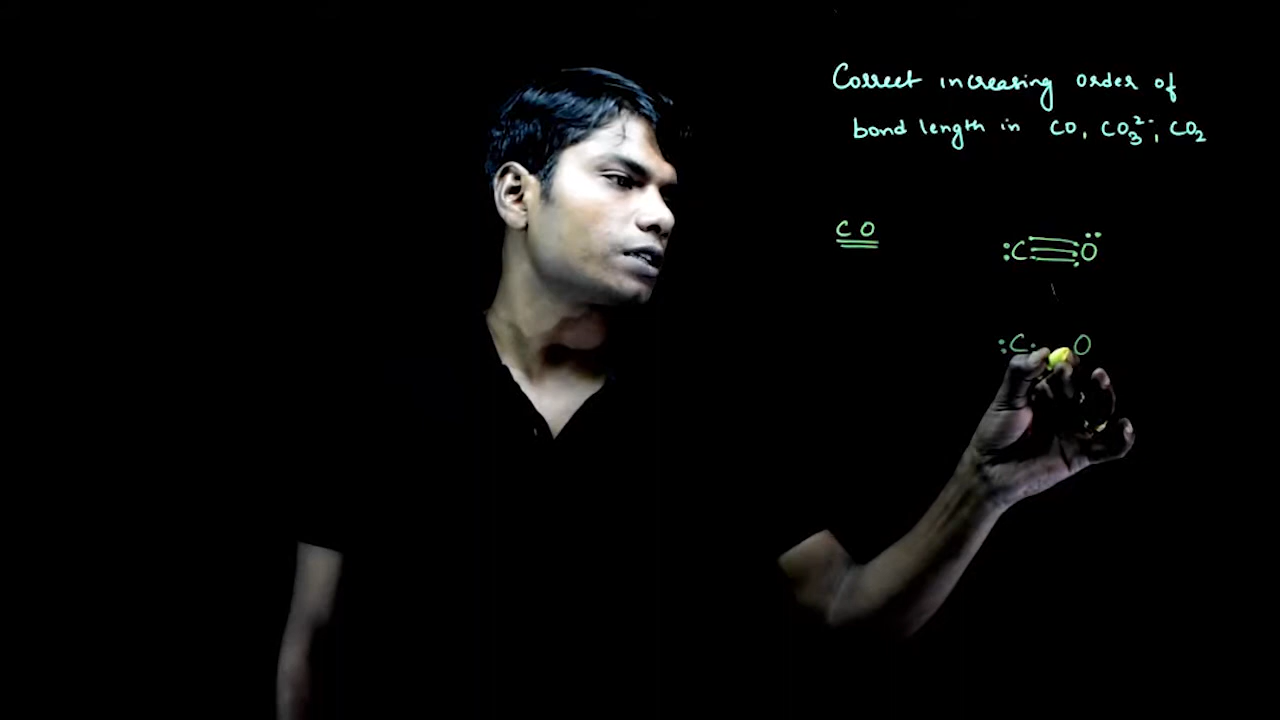 Correct increasing order of
bond length in CO, CO₃²⁻, CO₂
CO
:C≡Ö:
:C· O